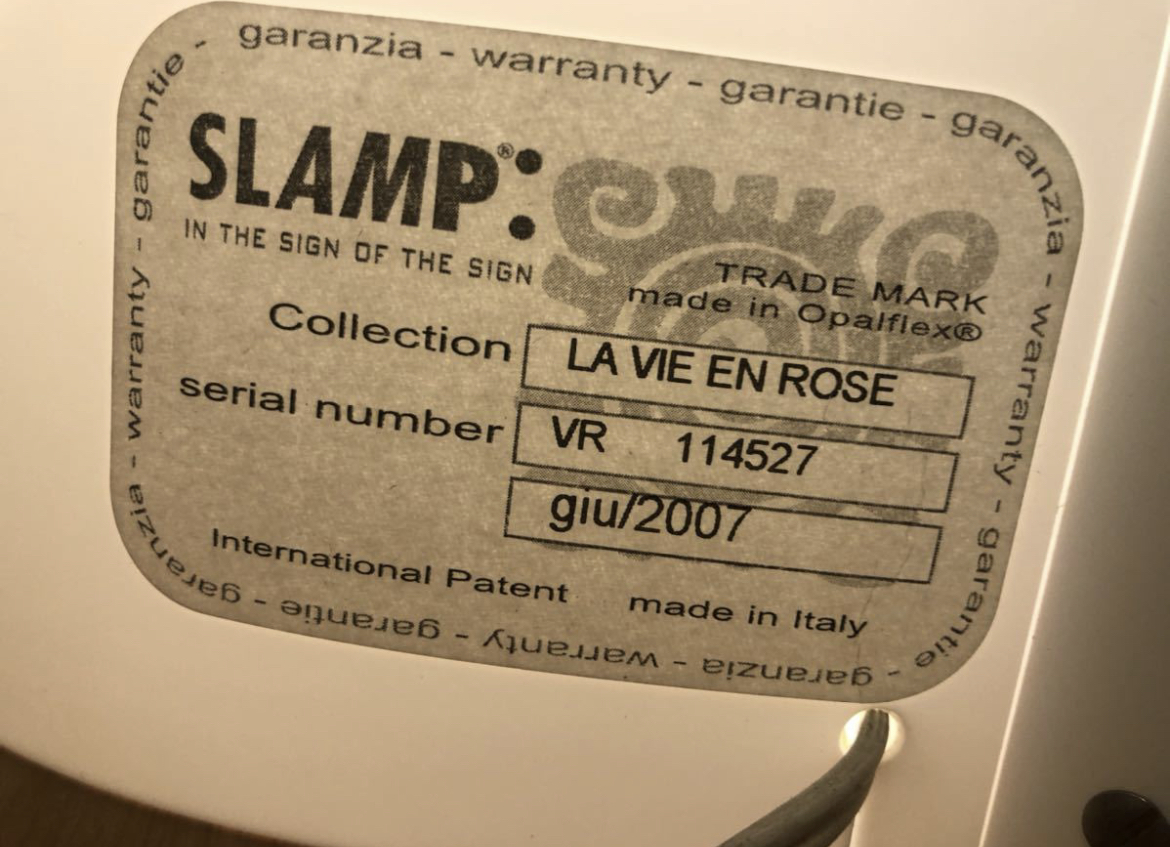 garanzia - warranty - garantie - garanzia - warranty - garantie - garanzia - warranty - garantie - garanzia - warranty - garantie -
SLAMP®
IN THE SIGN OF THE SIGN
TRADE MARK
made in Opalflex®
Collection LA VIE EN ROSE
serial number VR 114527
giu/2007
International Patent made in Italy